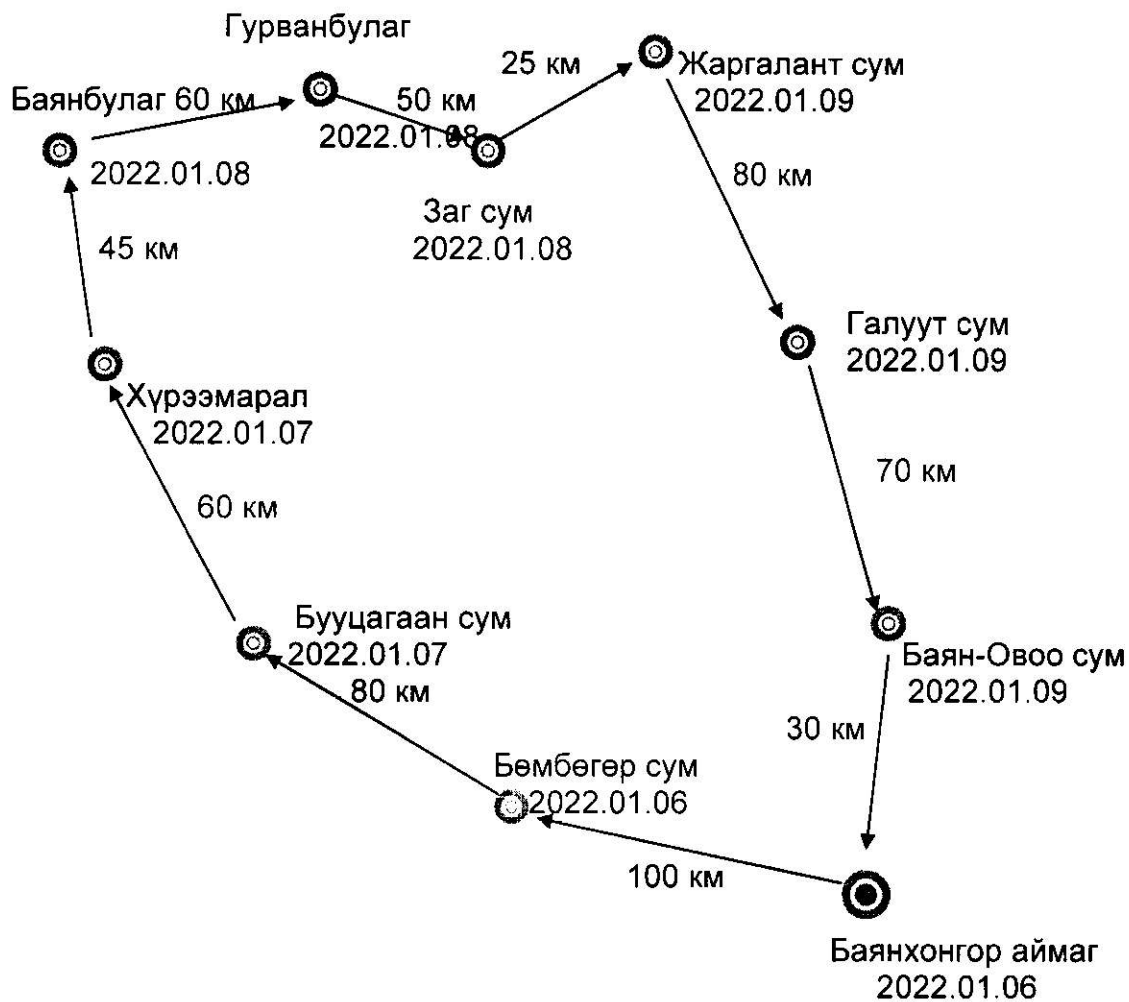 Гурванбулаг
25 км
Жаргалант сум
2022.01.09
Баянбулаг 60 км
50 км
2022.01.08
2022.01.08
80 км
Заг сум
2022.01.08
45 км
Галуут сум
2022.01.09
Хүрээмарал
2022.01.07
70 км
60 км
Бууцагаан сум
2022.01.07
80 км
Баян-Овоо сум
2022.01.09
30 км
Бөмбөгөр сум
2022.01.06
100 км
Баянхонгор аймаг
2022.01.06